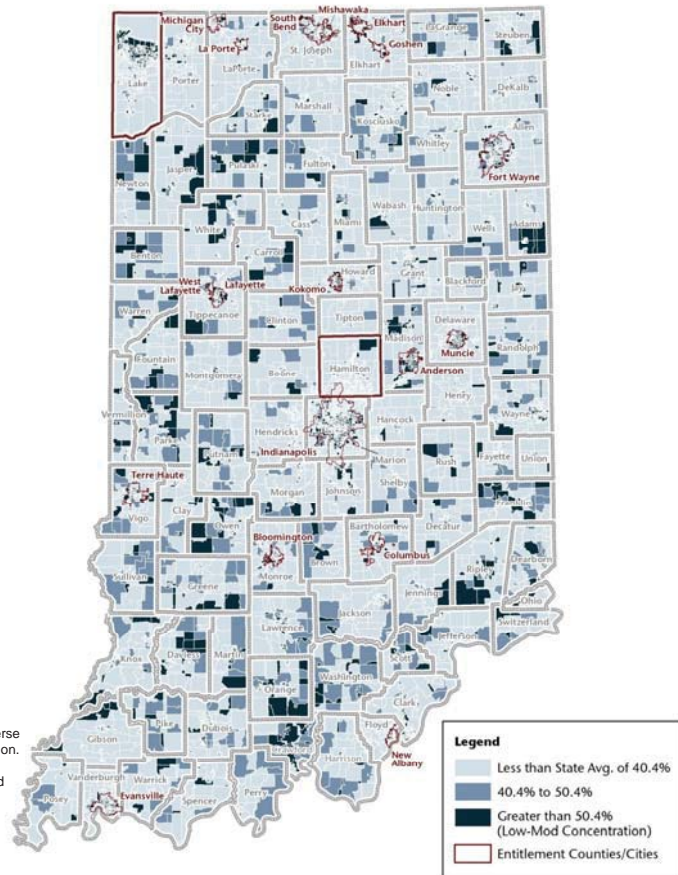 Mishawaka
Michigan
City
South
Bend
Elkhart
LaGrange
Steuben
La Porte
St. Joseph
Goshen
Lake
Porter
LaPorte
Elkhart
Noble
DeKalb
Marshall
Starke
Kosciusko
Allen
Whitley
Fort Wayne
Newton
Jasper
Pulaski
Fulton
Wabash
Huntington
White
Cass
Miami
Wells
Adams
Benton
Carroll
Grant
Howard
West
Lafayette
Lafayette
Kokomo
Blackford
Jay
Warren
Tippecanoe
Clinton
Tipton
Delaware
Madison
Muncie
Randolph
Fountain
Montgomery
Boone
Hamilton
Anderson
Henry
Vermillion
Hendricks
Hancock
Wayne
Parke
Putnam
Indianapolis
Marion
Rush
Fayette
Union
Terre Haute
Morgan
Johnson
Shelby
Vigo
Clay
Owen
Franklin
Bloomington
Bartholomew
Decatur
Brown
Columbus
Dearborn
Monroe
Ripley
Sullivan
Greene
Jennings
Ohio
Jackson
Switzerland
Lawrence
Jefferson
Knox
Daviess
Martin
Scott
Orange
Washington
Clark
Pike
Dubois
Floyd
Gibson
Crawford
Harrison
New
Albany
erse
on.
d
Vanderburgh
Warrick
Perry
Posey
Evansville
Spencer
Legend
Less than State Avg. of 40.4%
40.4% to 50.4%
Greater than 50.4%
(Low-Mod Concentration)
Entitlement Counties/Cities